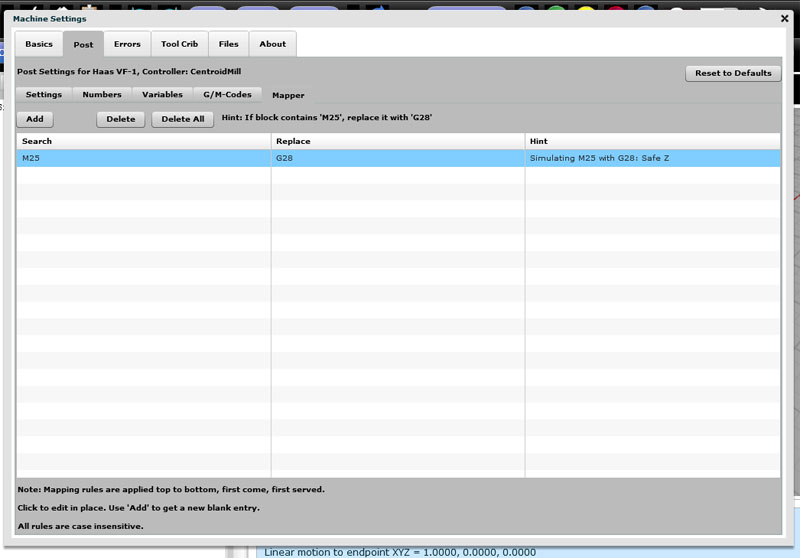 Machine Settings
Basics Post Errors Tool Crib Files About
Post Settings for Haas VF-1, Controller: CentroidMill
Reset to Defaults
Settings Numbers Variables G/M-Codes Mapper
Add Delete Delete All Hint: If block contains 'M25', replace it with 'G28'
Search Replace Hint
M25 G28 Simulating M25 with G28: Safe Z
Note: Mapping rules are applied top to bottom, first come, first served.
Click to edit in place. Use 'Add' to get a new blank entry.
All rules are case insensitive.
Linear motion to endpoint XYZ = 1.0000, 0.0000, 0.0000